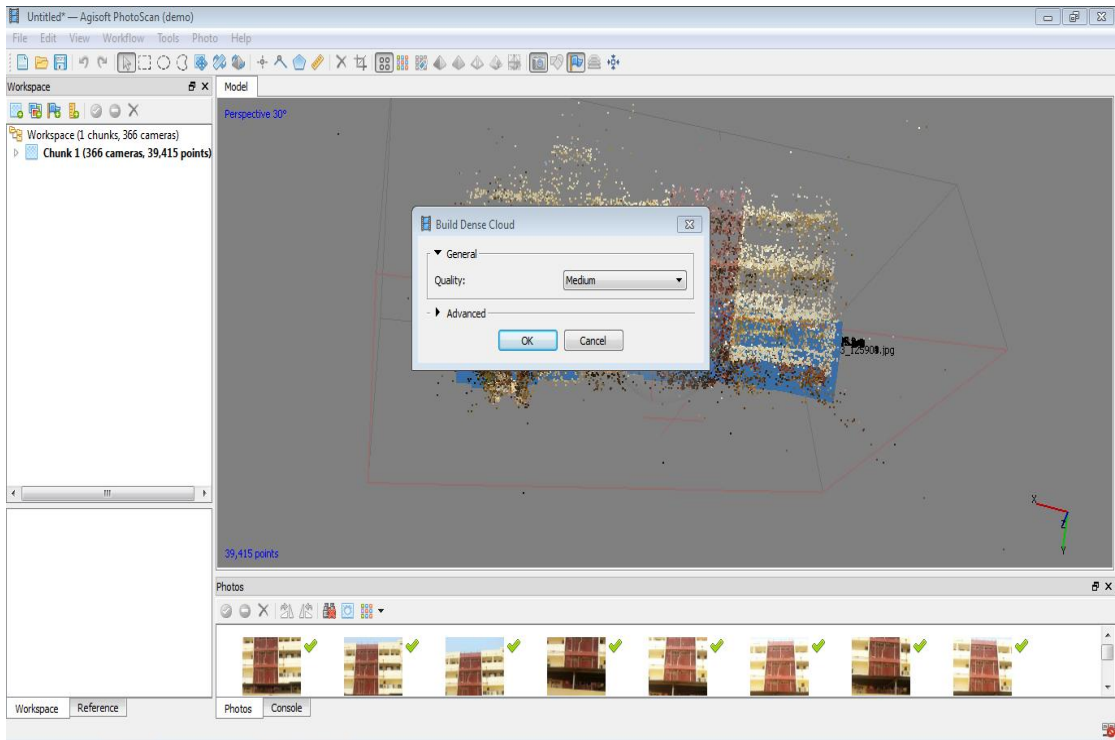 Untitled* — Agisoft PhotoScan (demo)
File Edit View Workflow Tools Photo Help
Workspace
Model
Workspace (1 chunks, 366 cameras)
Chunk 1 (366 cameras, 39,415 points)
Perspective 30°
Build Dense Cloud
General
Quality: Medium
Advanced
OK Cancel
3_125909.jpg
X
Z
Y
39,415 points
Photos
Workspace Reference
Photos Console